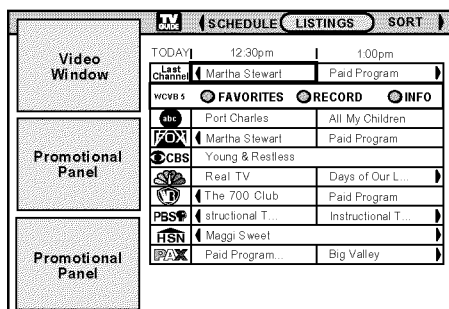 TV GUIDE SCHEDULE LISTINGS SORT
Video Window
TODAY 12:30pm 1:00pm
Last Channel Martha Stewart Paid Program
WCVB 5 FAVORITES RECORD INFO
abc Port Charles All My Children
FOX Martha Stewart Paid Program
CBS Young & Restless
Promotional Panel
Real TV Days of Our L...
WB The 700 Club Paid Program
PBS structional T... Instructional T...
HSN Maggi Sweet
PAX Paid Program... Big Valley
Promotional Panel